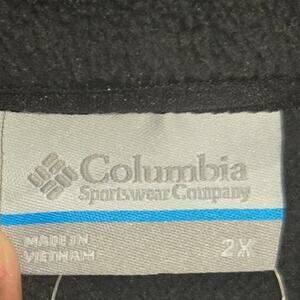 Columbia
Sportswear Company
MADE IN
VIETNAM
2X